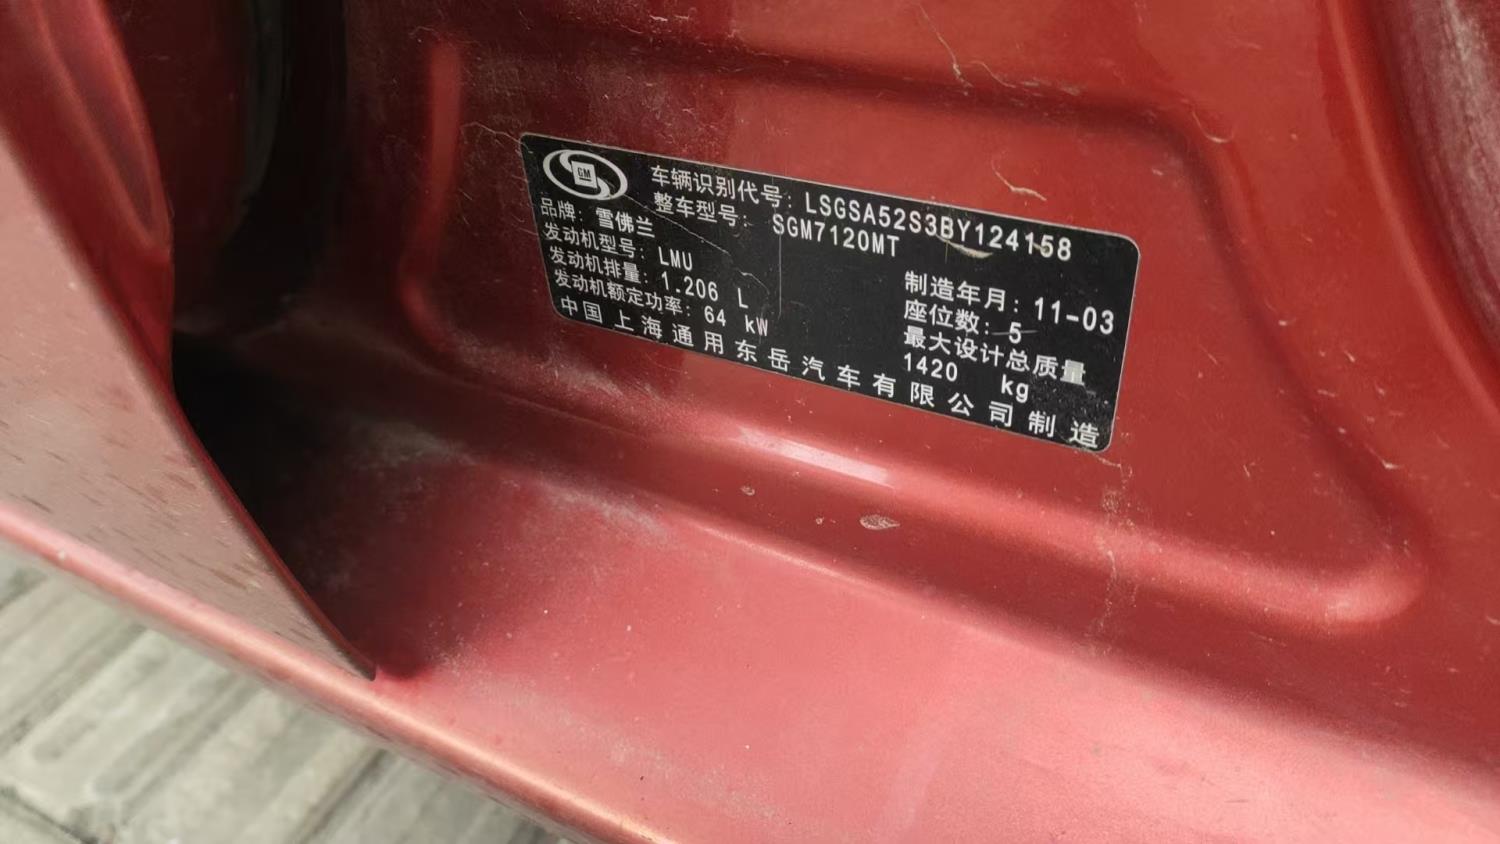 GM
车辆识别代号: LSGSA52S3BY124158
整车型号: SGM7120MT
品牌: 雪佛兰
发动机型号: LMU
发动机排量: 1.206 L
发动机额定功率: 64 kW
制造年月: 11-03
座位数: 5
最大设计总质量
1420 kg
中国上海通用东岳汽车有限公司制造